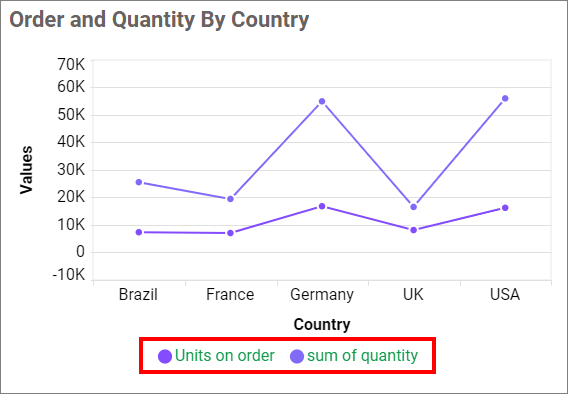 Order and Quantity By Country
70K
60K
50K
40K
30K
20K
10K
0
-10K
Values
Brazil France Germany UK USA
Country
Units on order sum of quantity